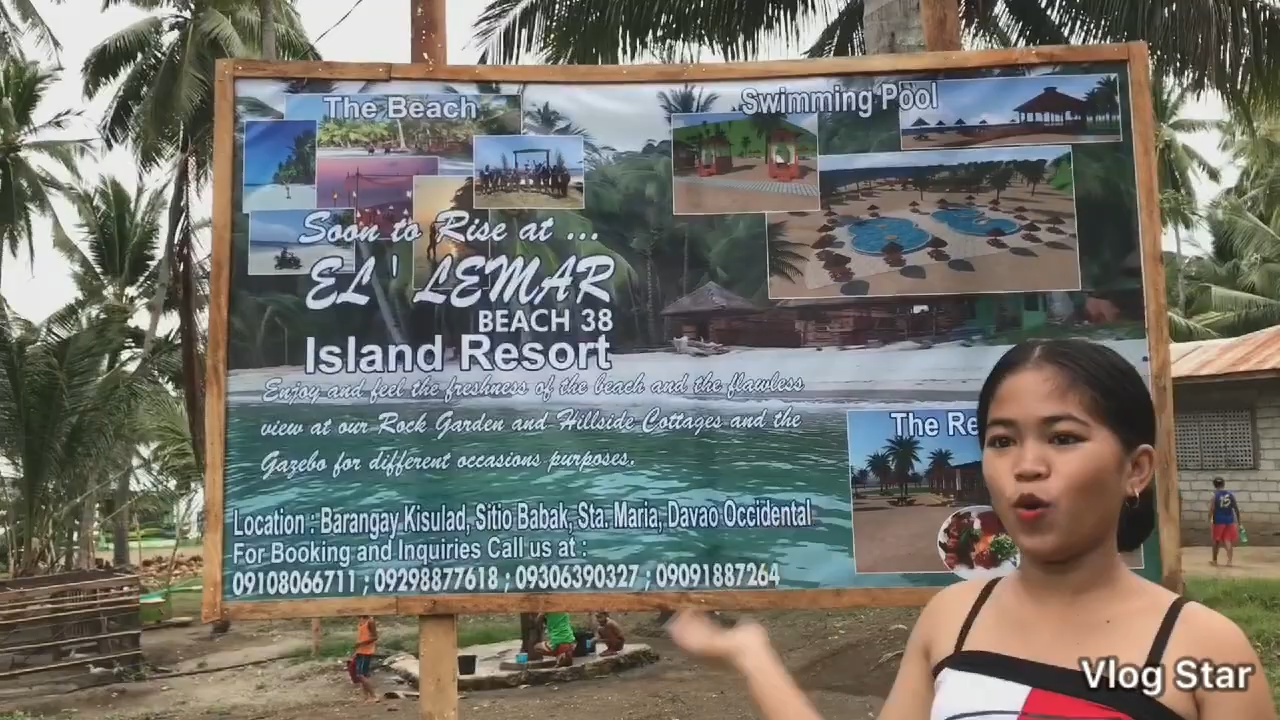 The Beach
Swimming Pool
Soon to Rise at ...
EL' LEMAR
BEACH 38
Island Resort
Enjoy and feel the freshness of the beach and the flawless
view at our Rock Garden and Hillside Cottages and the
Gazebo for different occasions purposes.
The Re
Location : Barangay Kisulad, Sitio Babak, Sta. Maria, Davao Occidental
For Booking and Inquiries Call us at :
09108066711 ; 09298877618 ; 09306390327 ; 09091887264
15
Vlog Star